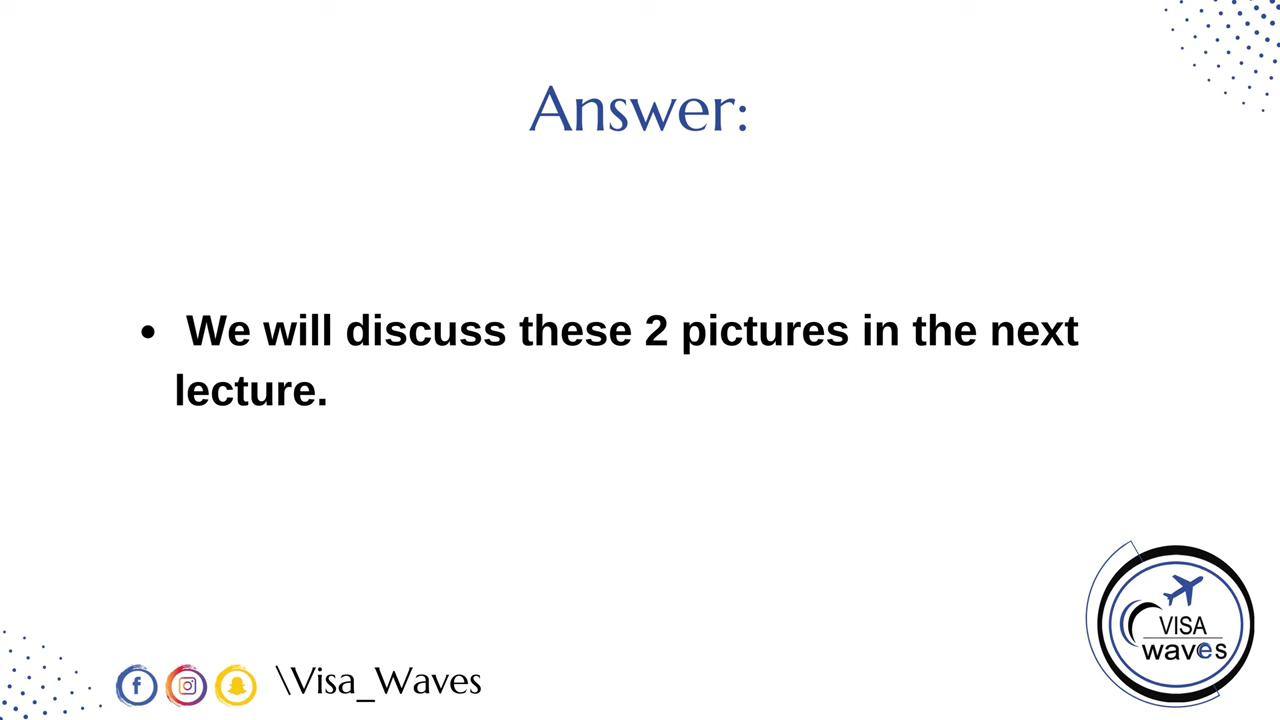 Answer:
• We will discuss these 2 pictures in the next
lecture.
VISA
waves
\Visa_Waves